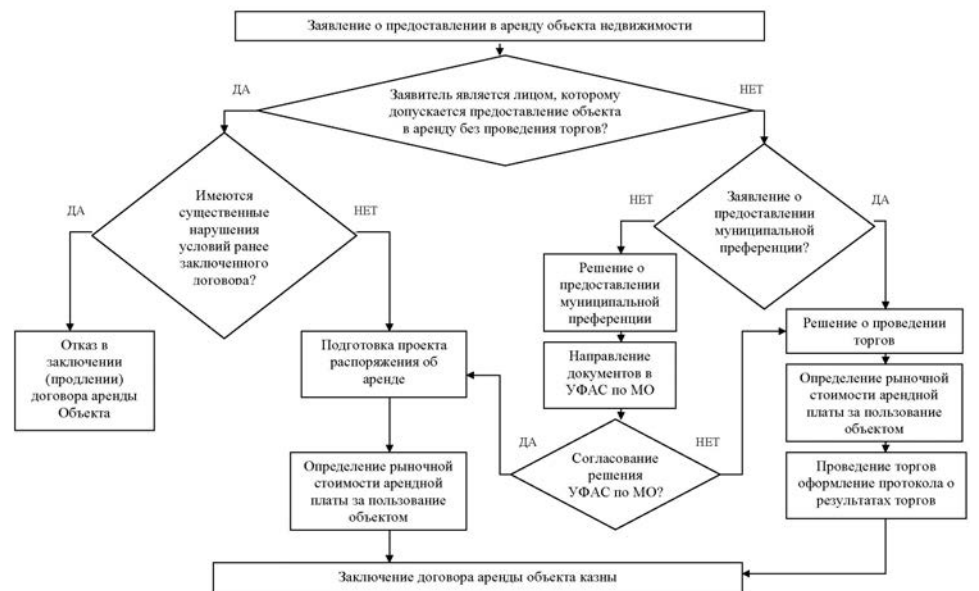 Заявление о предоставлении в аренду объекта недвижимости
ДА
НЕТ
Заявитель является лицом, которому
допускается предоставление объекта
в аренду без проведения торгов?
ДА
НЕТ
Имеются
существенные
нарушения
условий ранее
заключенного
договора?
НЕТ
ДА
Заявление о
предоставлении
муниципальной
преференции?
Отказ в
заключении
(продлении)
договора аренды
Объекта
Подготовка проекта
распоряжения об
аренде
Решение о
предоставлении
муниципальной
преференции
Решение о проведении
торгов
Направление
документов в
УФАС по МО
Определение рыночной
стоимости арендной
платы за пользование
объектом
ДА
НЕТ
Согласование
решения
УФАС по МО?
Определение рыночной
стоимости арендной
платы за пользование
объектом
Проведение торгов
оформление протокола о
результатах торгов
Заключение договора аренды объекта казны